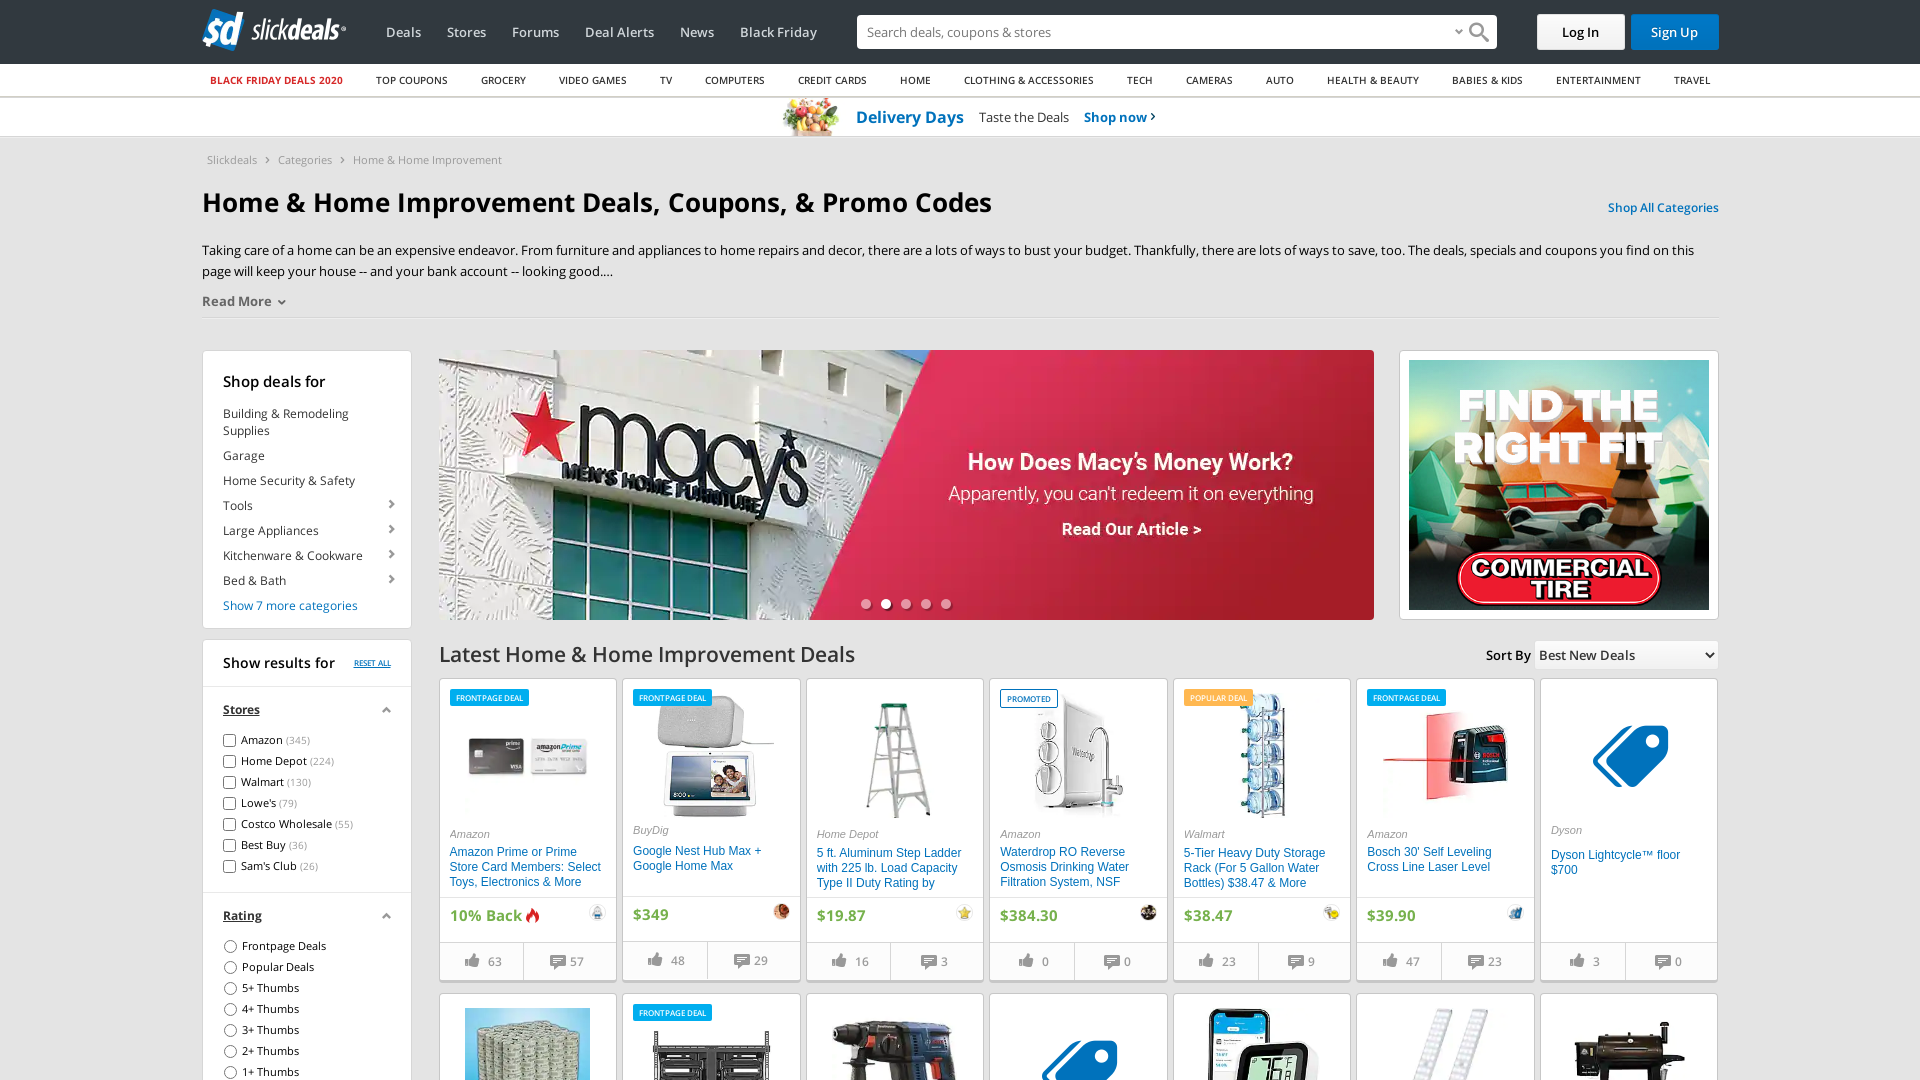 slickdeals
Deals
Stores
Forums
Deal Alerts
News
Black Friday
Search deals, coupons & stores
Log In
Sign Up
BLACK FRIDAY DEALS 2020
TOP COUPONS
GROCERY
VIDEO GAMES
TV
COMPUTERS
CREDIT CARDS
HOME
CLOTHING & ACCESSORIES
TECH
CAMERAS
AUTO
HEALTH & BEAUTY
BABIES & KIDS
ENTERTAINMENT
TRAVEL
Delivery Days Taste the Deals Shop now
Slickdeals
Categories
Home & Home Improvement
Home & Home Improvement Deals, Coupons, & Promo Codes
Shop All Categories
Taking care of a home can be an expensive endeavor. From furniture and appliances to home repairs and decor, there are a lots of ways to bust your budget. Thankfully, there are lots of ways to save, too. The deals, specials and coupons you find on
this page will keep your house -- and your bank account -- looking good....
Read More
Shop deals for
Building & Remodeling
Supplies
Garage
Home Security & Safety
Tools
Large Appliances
Kitchenware & Cookware
Bed & Bath
Show 7 more categories
macy's
MEN'S HOME FURNITURE
How Does Macy's Money Work?
Apparently, you can't redeem it on everything
Read Our Article >
FIND THE
RIGHT FIT
COMMERCIAL
TIRE
Show results for
RESET ALL
Stores
Amazon (345)
Home Depot (224)
Walmart (130)
Lowe's (79)
Costco Wholesale (55)
Best Buy (36)
Sam's Club (26)
Rating
Frontpage Deals
Popular Deals
5+ Thumbs
4+ Thumbs
3+ Thumbs
2+ Thumbs
1+ Thumbs
Latest Home & Home Improvement Deals
Sort By
Best New Deals
FRONTPAGE DEAL
prime
VISA
amazonPrime
Amazon
Amazon Prime or Prime
Store Card Members: Select
Toys, Electronics & More
10% Back
63
57
FRONTPAGE DEAL
BuyDig
Google Nest Hub Max +
Google Home Max
$349
48
29
Home Depot
5 ft. Aluminum Step Ladder
with 225 lb. Load Capacity
Type II Duty Rating by
$19.87
16
3
PROMOTED
Waterdrop
Amazon
Waterdrop RO Reverse
Osmosis Drinking Water
Filtration System, NSF
$384.30
0
0
POPULAR DEAL
Walmart
5-Tier Heavy Duty Storage
Rack (For 5 Gallon Water
Bottles) $38.47 & More
$38.47
23
9
FRONTPAGE DEAL
BOSCH
Amazon
Bosch 30' Self Leveling
Cross Line Laser Level
$39.90
47
23
Dyson
Dyson Lightcycle™ floor
$700
3
0
FRONTPAGE DEAL